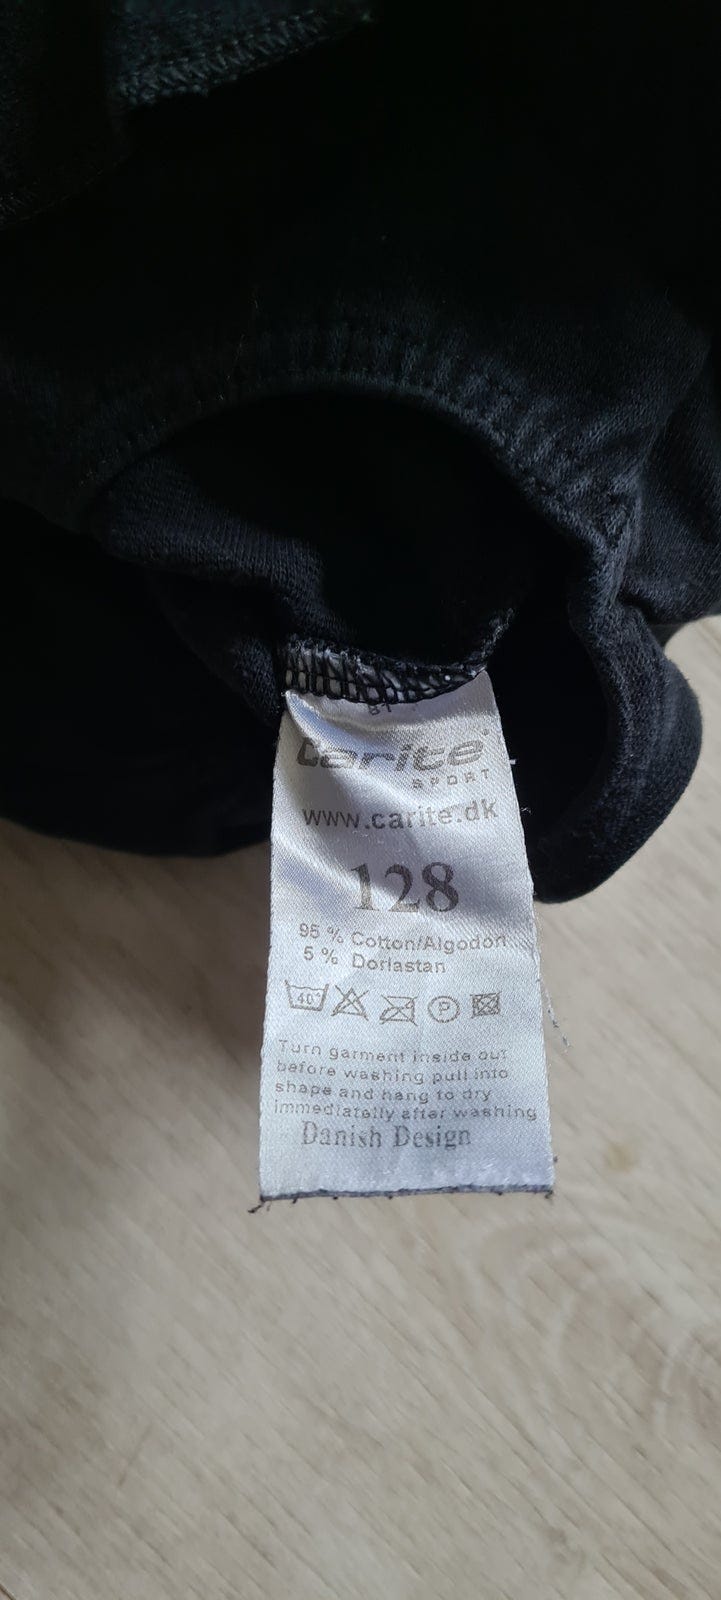 Carite
SPORT
www.carite.dk
128
95 % Cotton/Algodon
5 % Dorlastan
40°
P
Turn garment inside out
before washing pull into
shape and hang to dry
immediatelly after washing
Danish Design